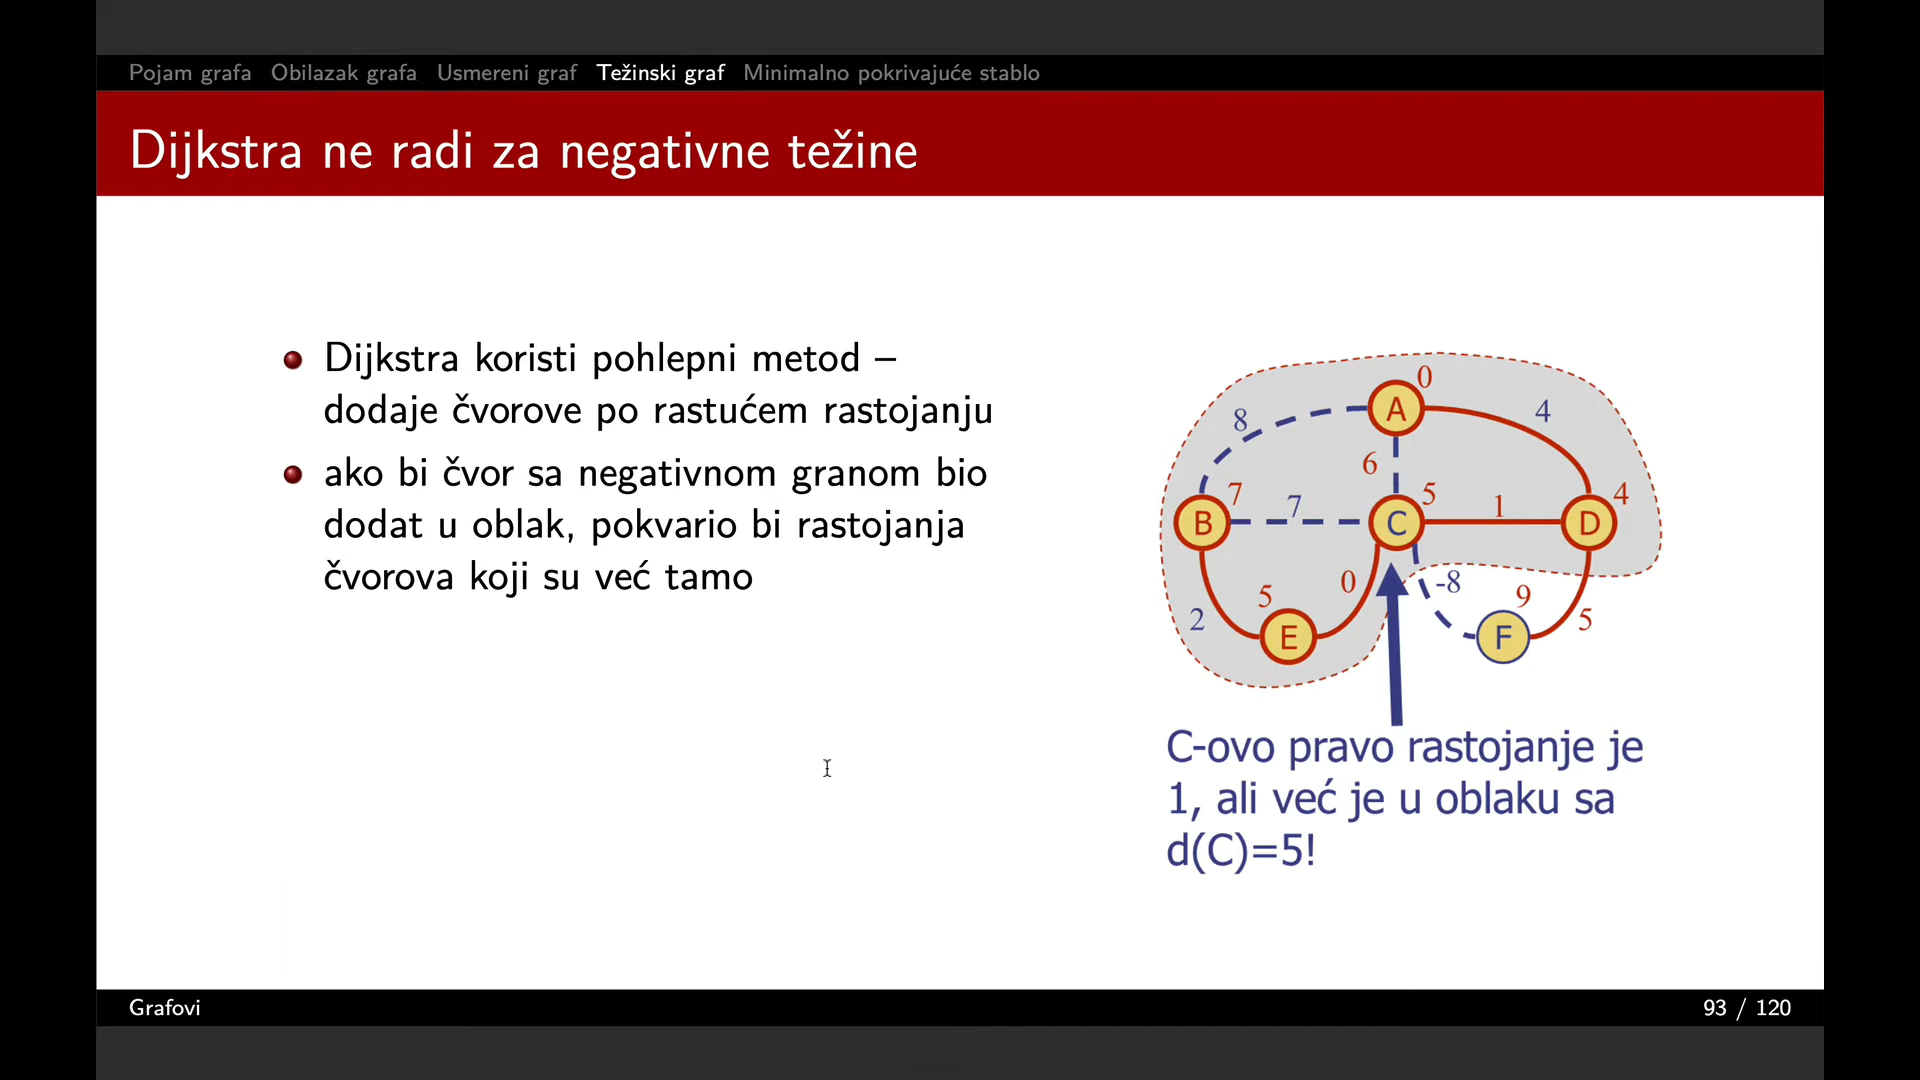 Pojam grafa Obilazak grafa Usmereni graf Težinski graf Minimalno pokrivajuće stablo
Dijkstra ne radi za negativne težine
Dijkstra koristi pohlepni metod –
dodaje čvorove po rastućem rastojanju
ako bi čvor sa negativnom granom bio
dodat u oblak, pokvario bi rastojanja
čvorova koji su već tamo
0
A
8
4
6
7
7
5
1
4
B
C
D
0
-8
5
9
2
5
E
F
C-ovo pravo rastojanje je
1, ali već je u oblaku sa
d(C)=5!
Grafovi
93 / 120